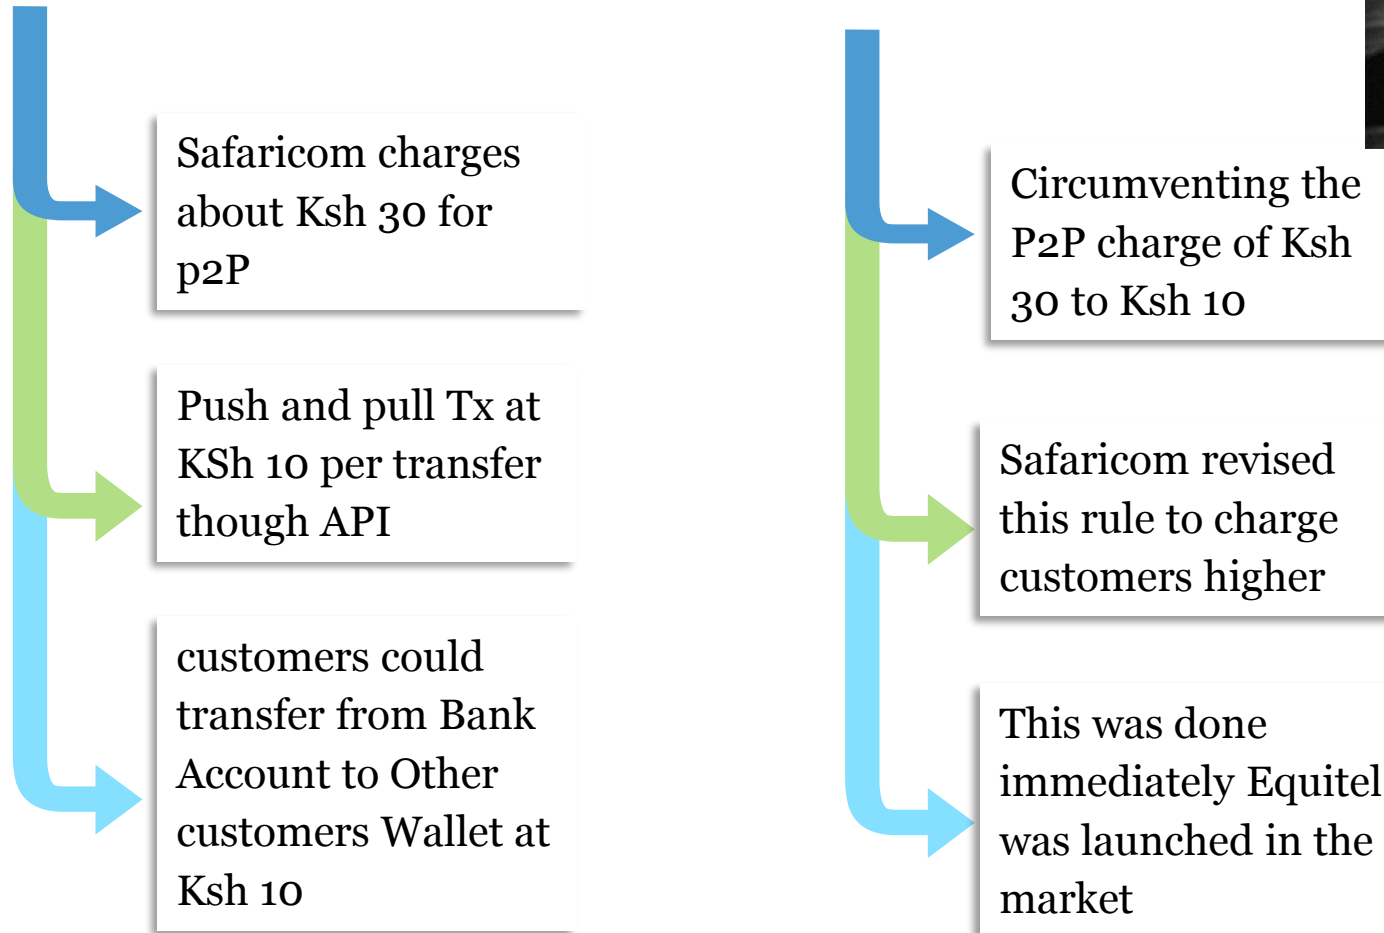 Safaricom charges
about Ksh 30 for
p2P
Push and pull Tx at
KSh 10 per transfer
though API
customers could
transfer from Bank
Account to Other
customers Wallet at
Ksh 10
Circumventing the
P2P charge of Ksh
30 to Ksh 10
Safaricom revised
this rule to charge
customers higher
This was done
immediately Equitel
was launched in the
market